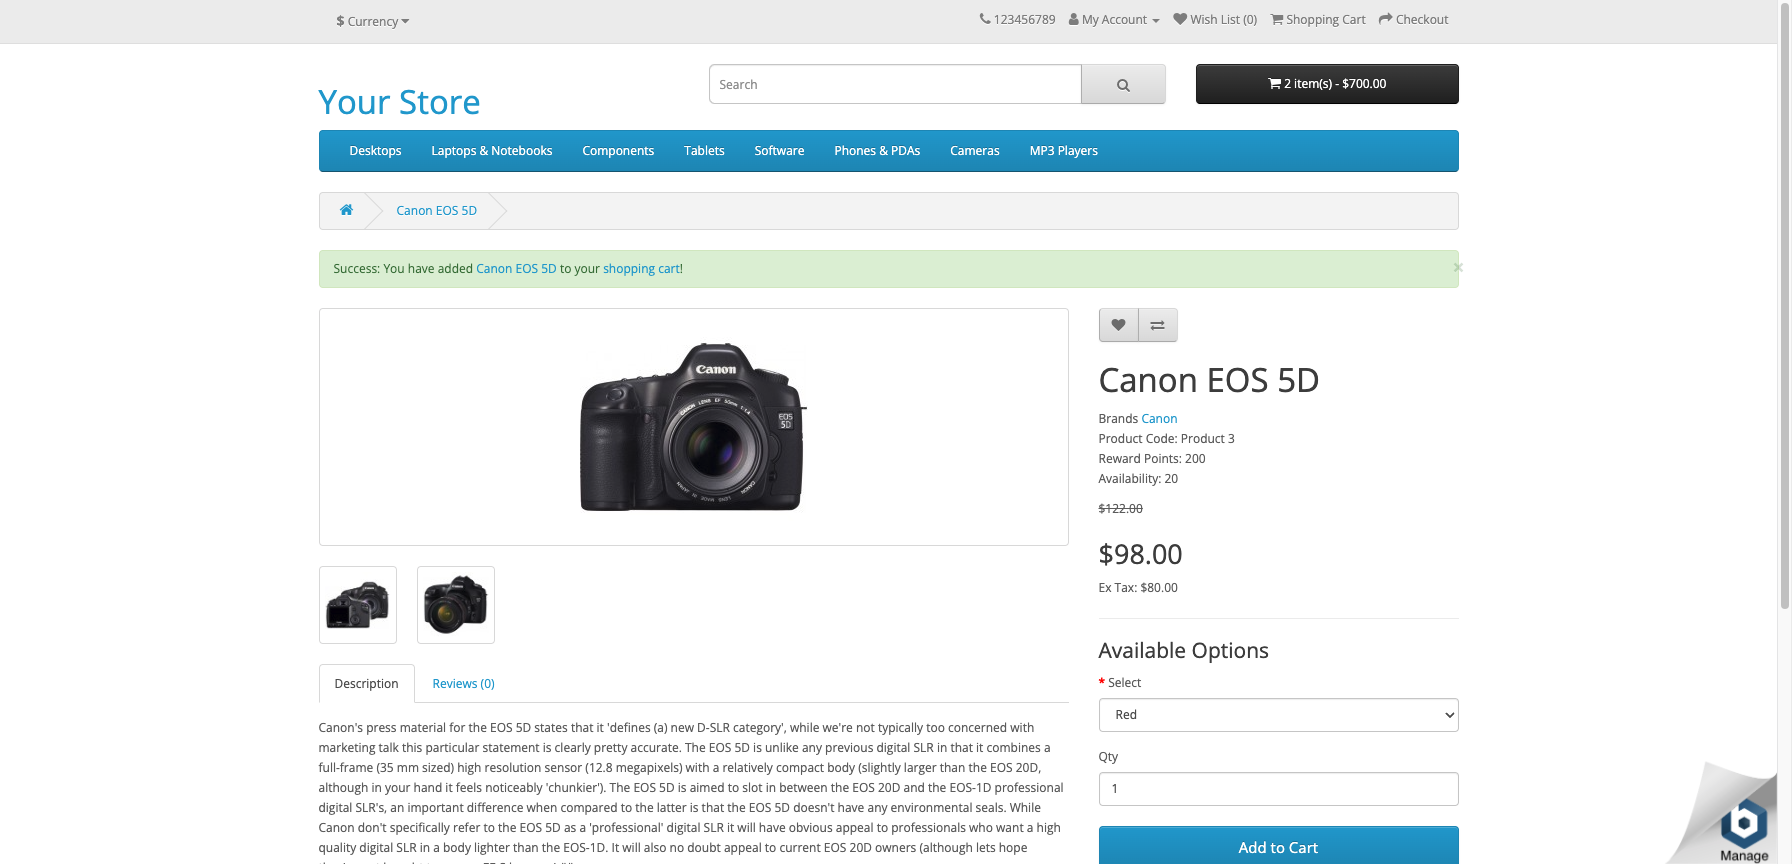 $ Currency
123456789 My Account Wish List (0) Shopping Cart Checkout
Your Store
Search
2 item(s) - $700.00
Desktops Laptops & Notebooks Components Tablets Software Phones & PDAs Cameras MP3 Players
Canon EOS 5D
Success: You have added Canon EOS 5D to your shopping cart!
×
Canon
EOS
5D
CANON LENS EF 50mm 1:1.4
Canon EOS 5D
Brands Canon
Product Code: Product 3
Reward Points: 200
Availability: 20
$122.00
$98.00
Ex Tax: $80.00
Available Options
* Select
Red
Qty
1
Add to Cart
Description Reviews (0)
Canon's press material for the EOS 5D states that it 'defines (a) new D-SLR category', while we're not typically too concerned with
marketing talk this particular statement is clearly pretty accurate. The EOS 5D is unlike any previous digital SLR in that it combines a
full-frame (35 mm sized) high resolution sensor (12.8 megapixels) with a relatively compact body (slightly larger than the EOS 20D,
although in your hand it feels noticeably 'chunkier'). The EOS 5D is aimed to slot in between the EOS 20D and the EOS-1D professional
digital SLR's, an important difference when compared to the latter is that the EOS 5D doesn't have any environmental seals. While
Canon don't specifically refer to the EOS 5D as a 'professional' digital SLR it will have obvious appeal to professionals who want a high
quality digital SLR in a body lighter than the EOS-1D. It will also no doubt appeal to current EOS 20D owners (although lets hope
Manage